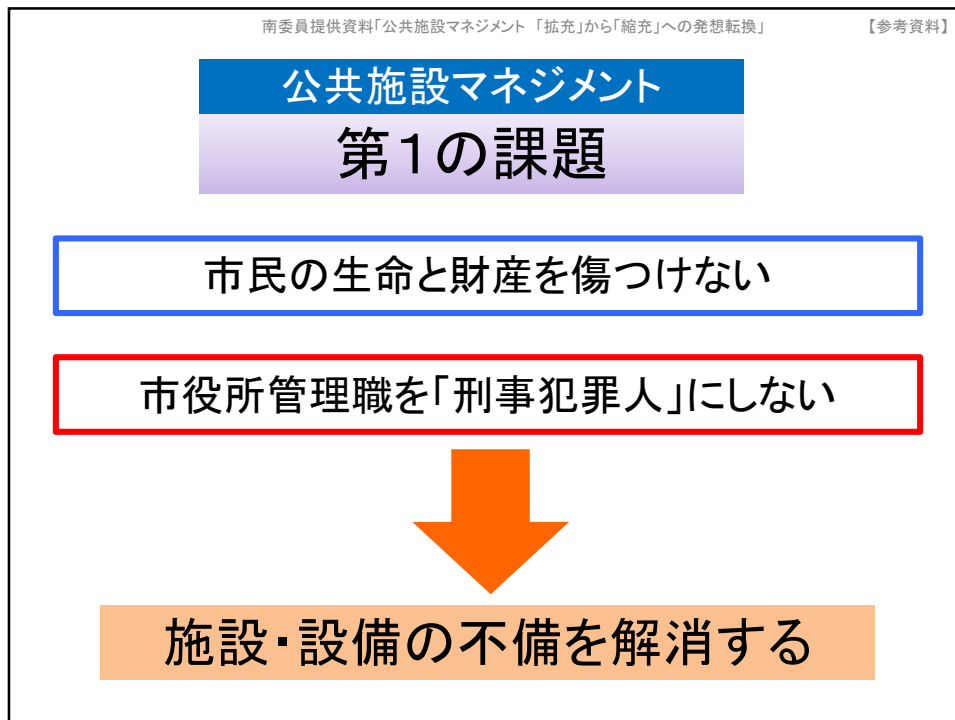 南委員提供資料「公共施設マネジメント 「拡充」から「縮充」への発想転換」 【参考資料】
公共施設マネジメント
第1の課題
市民の生命と財産を傷つけない
市役所管理職を「刑事犯罪人」にしない
施設・設備の不備を解消する